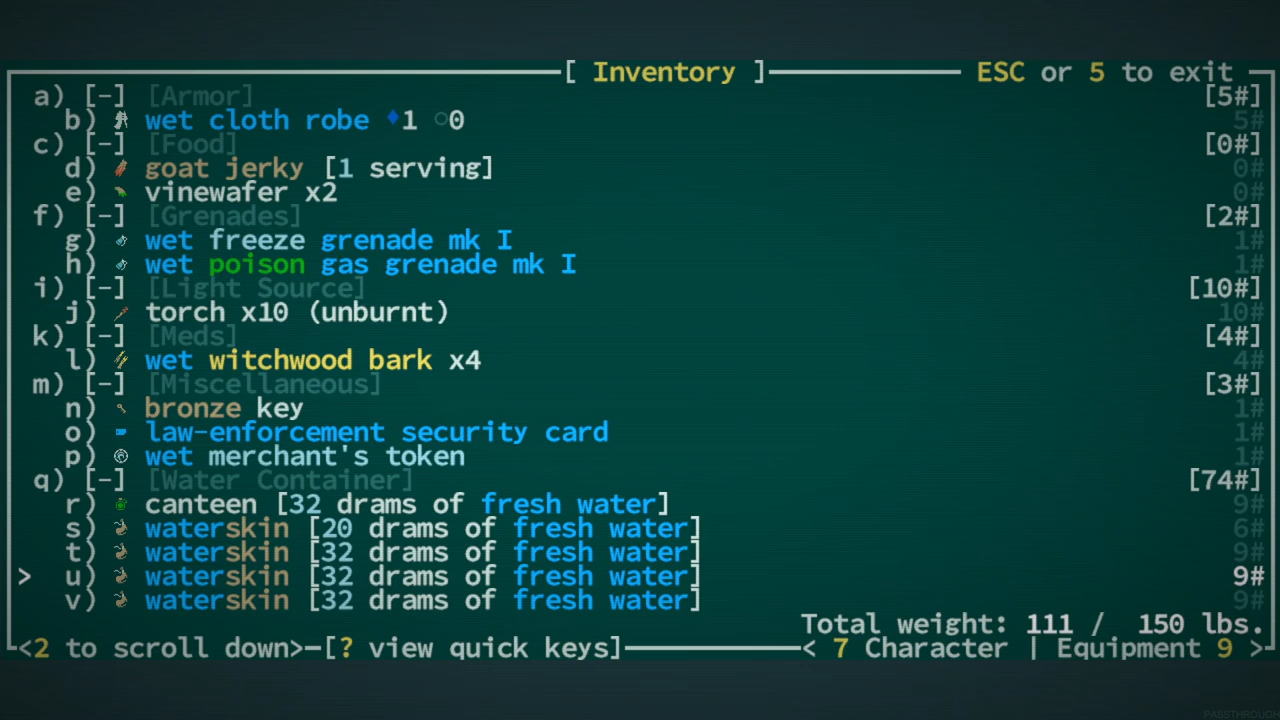 [ Inventory ] ESC or 5 to exit
a) [-] [Armor] [5#]
b) wet cloth robe ♦1 ○0 5#
c) [-] [Food] [0#]
d) goat jerky [1 serving] 0#
e) vinewafer x2 0#
f) [-] [Grenades] [2#]
g) wet freeze grenade mk I 1#
h) wet poison gas grenade mk I 1#
i) [-] [Light Source] [10#]
j) torch x10 (unburnt) 10#
k) [-] [Meds] [4#]
l) wet witchwood bark x4 4#
m) [-] [Miscellaneous] [3#]
n) bronze key 1#
o) law-enforcement security card 1#
p) wet merchant's token 1#
q) [-] [Water Container] [74#]
r) canteen [32 drams of fresh water] 9#
s) waterskin [20 drams of fresh water] 6#
t) waterskin [32 drams of fresh water] 9#
> u) waterskin [32 drams of fresh water] 9#
v) waterskin [32 drams of fresh water] 9#
Total weight: 111 / 150 lbs.
<2 to scroll down> [? view quick keys] < 7 Character | Equipment 9 >